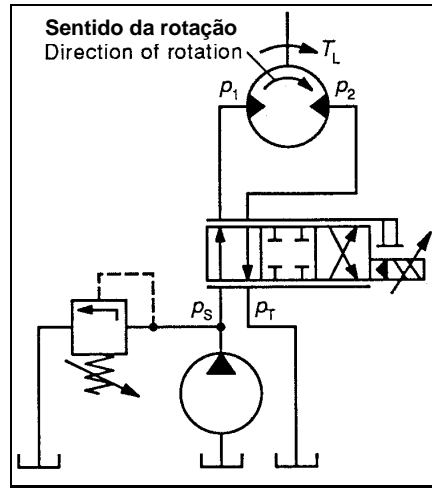 Sentido da rotação
Direction of rotation
T_L
p_1
p_2
p_S
p_T